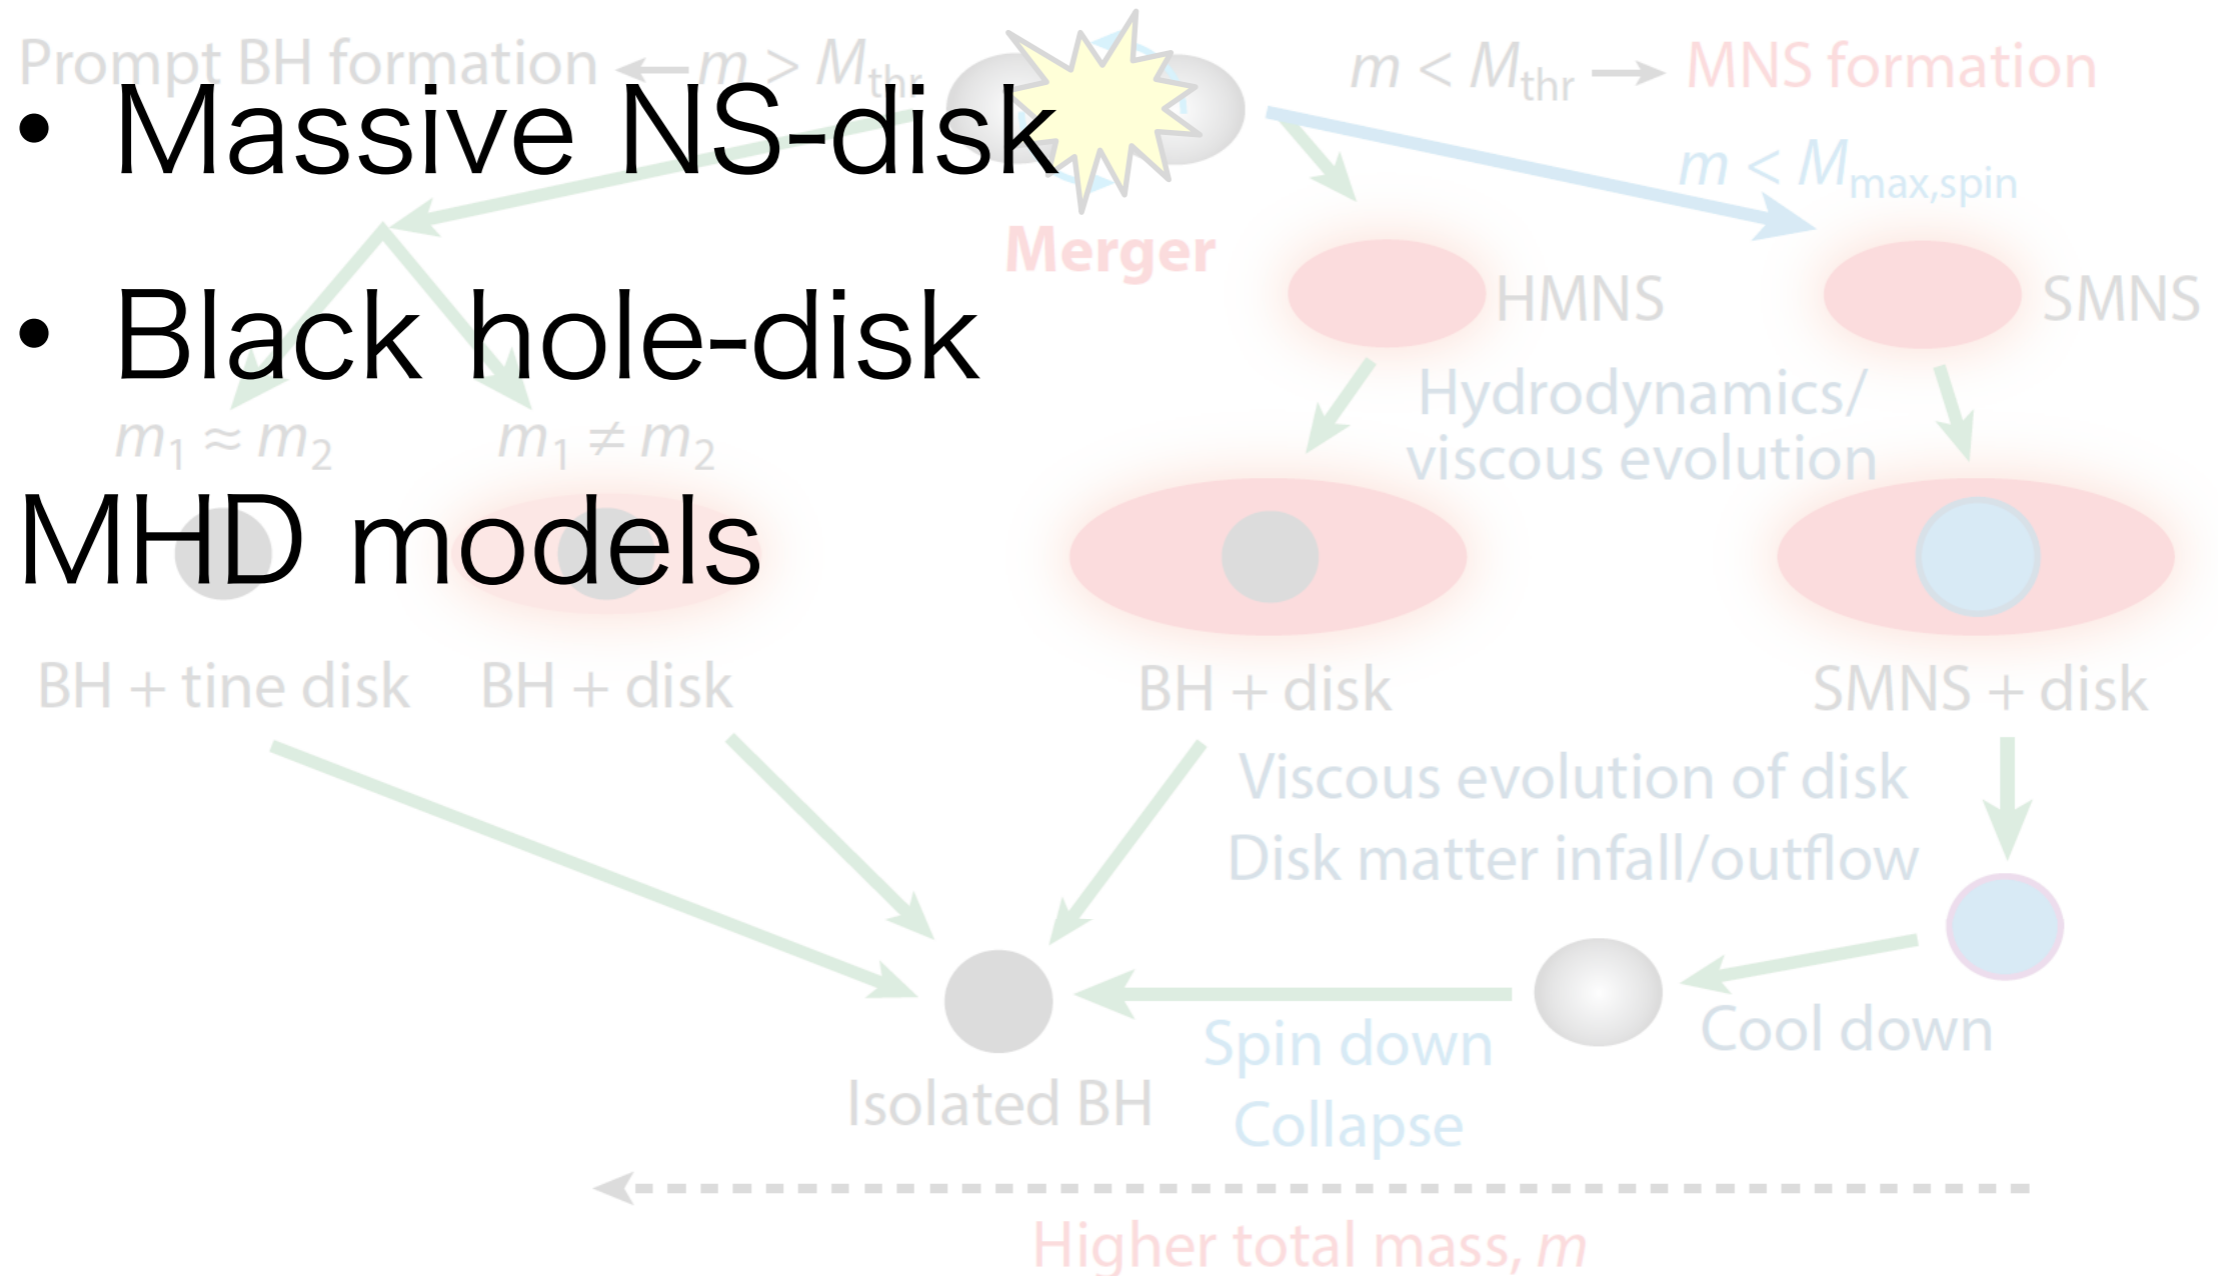 Prompt BH formation ← m > Mthr
m < Mthr → MNS formation
• Massive NS-disk
m < Mmax,spin
Merger
• Black hole-disk
HMNS
SMNS
Hydrodynamics/
viscous evolution
m1 ≈ m2
m1 ≠ m2
MHD models
BH + tine disk
BH + disk
BH + disk
SMNS + disk
Viscous evolution of disk
Disk matter infall/outflow
Cool down
Spin down
Collapse
Isolated BH
Higher total mass, m